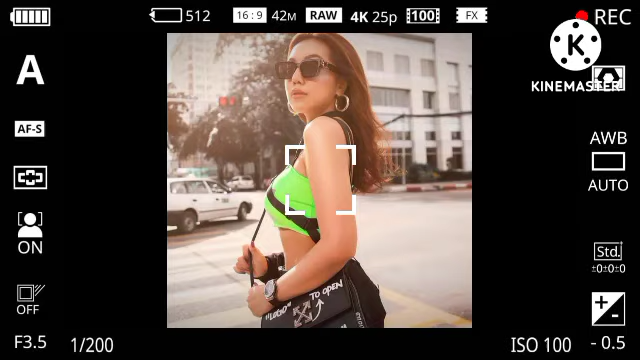 512 16:9 42M RAW 4K 25p 100 FX REC
K
KINEMASTER
A
AF-S
ON
OFF
F3.5 1/200
AWB
AUTO
Std.
±0±0±0
ISO 100 - 0.5
"LOGO" TO OPEN